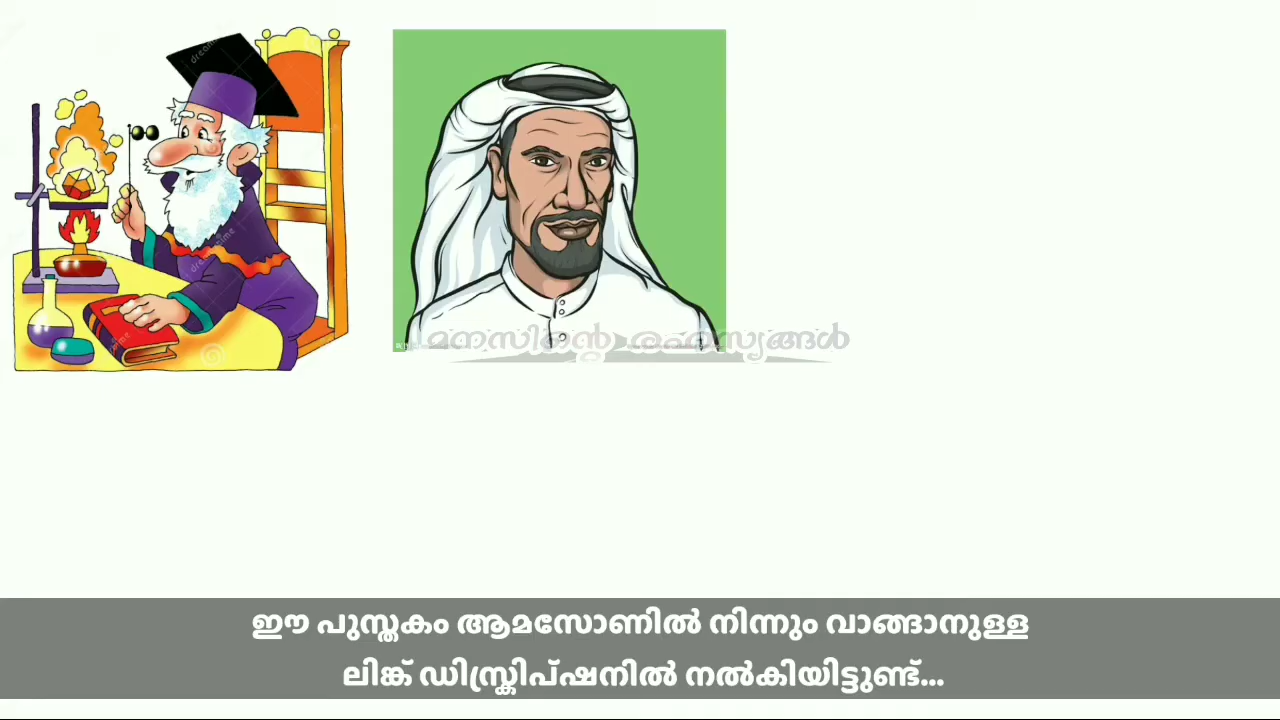 മനസിന്റെ രഹസ്യങ്ങൾ
ഈ പുസ്തകം ആമസോണിൽ നിന്നും വാങ്ങാനുള്ള
ലിങ്ക് ഡിസ്ക്രിപ്ഷനിൽ നൽകിയിട്ടുണ്ട്...